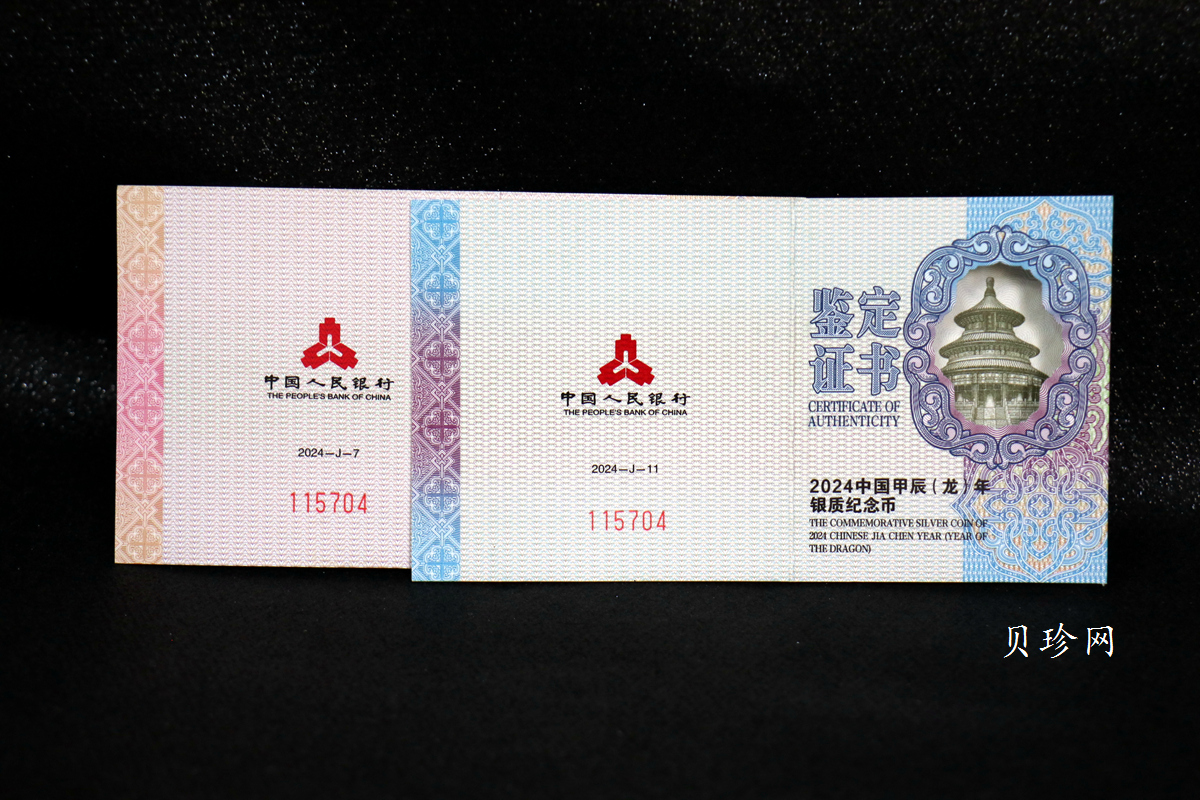 中国人民银行
THE PEOPLE'S BANK OF CHINA
2024—J—7
115704
中国人民银行
THE PEOPLE'S BANK OF CHINA
2024—J—11
115704
鉴定
证书
CERTIFICATE OF
AUTHENTICITY
2024中国甲辰（龙）年
银质纪念币
THE COMMEMORATIVE SILVER COIN OF
2024 CHINESE JIA CHEN YEAR (YEAR OF
THE DRAGON)
贝珍网